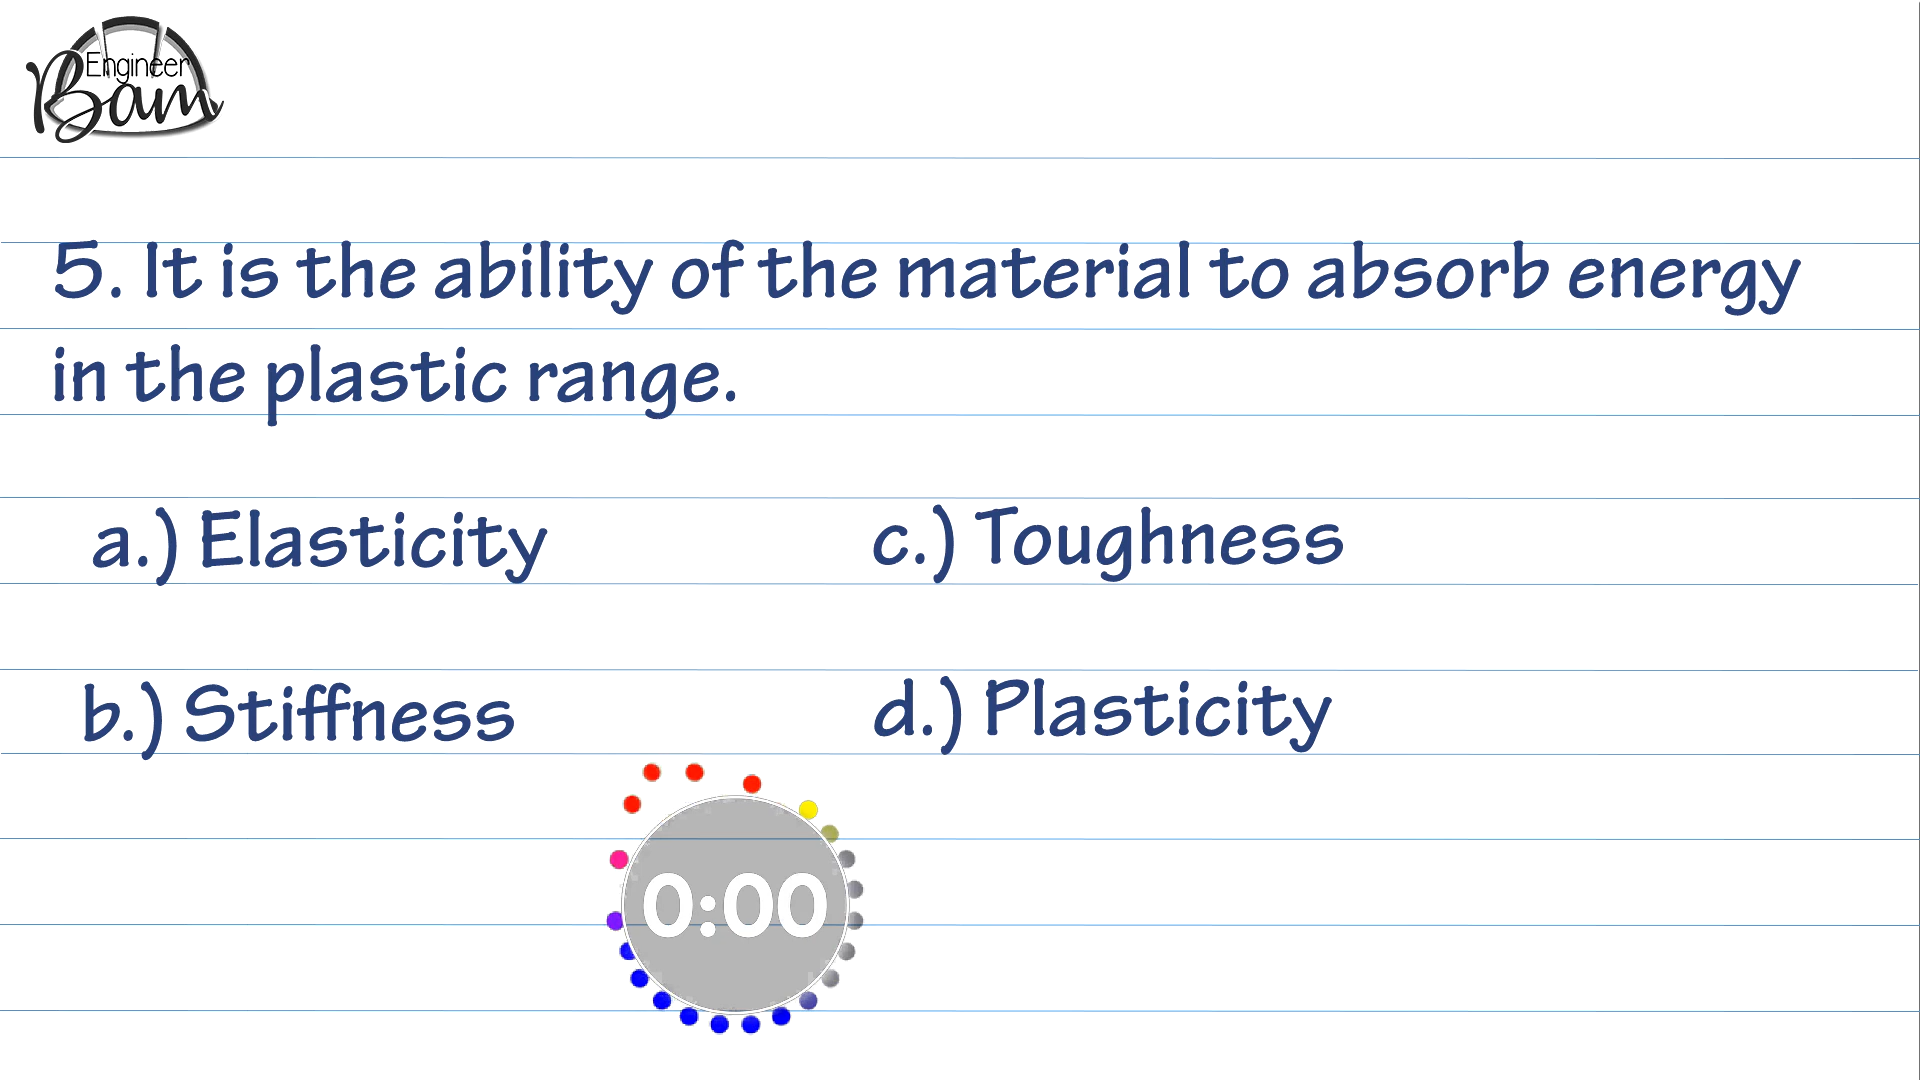 Engineer
Bam
5. It is the ability of the material to absorb energy
in the plastic range.
a.) Elasticity
c.) Toughness
b.) Stiffness
d.) Plasticity
0:00